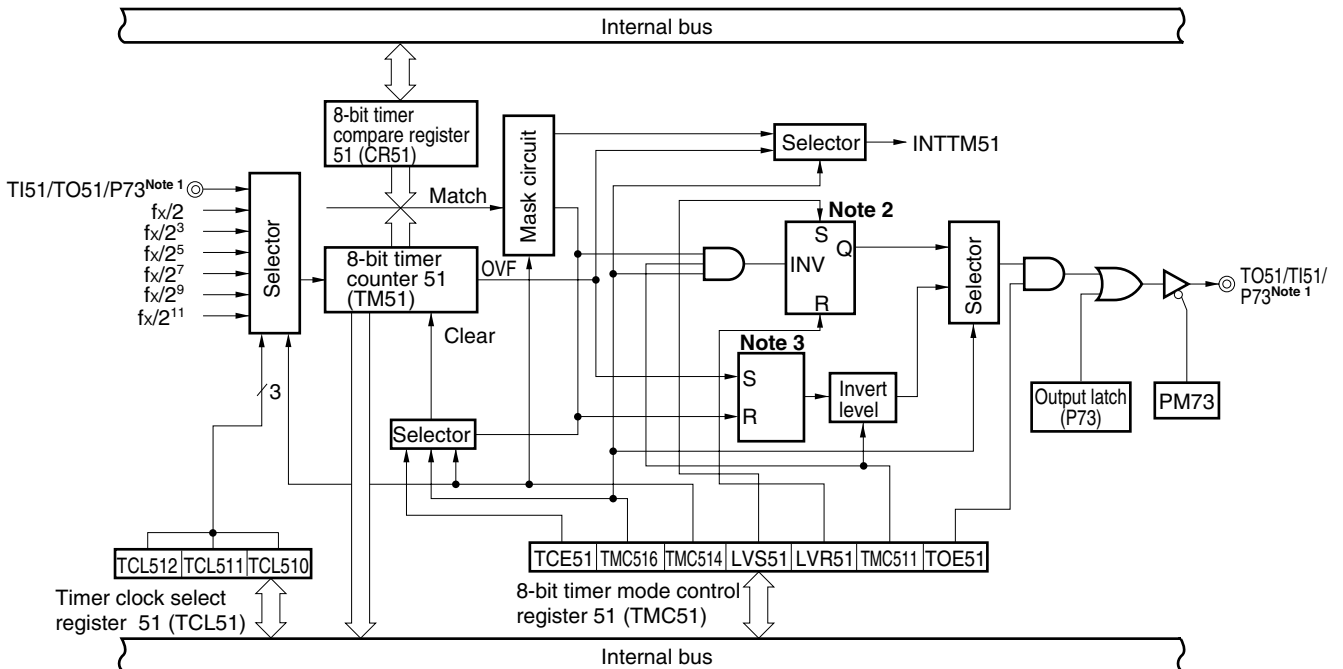 Internal bus
8-bit timer
compare register
51 (CR51)
Mask circuit
Selector
INTTM51
TI51/TO51/P73Note 1
fx/2
fx/2³
fx/2⁵
fx/2⁷
fx/2⁹
fx/2¹¹
Selector
Match
8-bit timer
counter 51
(TM51)
OVF
Clear
Note 2
S
Q
INV
R
Selector
TO51/TI51/
P73Note 1
Note 3
S
R
Invert
level
Output latch
(P73)
PM73
3
Selector
TCL512
TCL511
TCL510
Timer clock select
register 51 (TCL51)
TCE51
TMC516
TMC514
LVS51
LVR51
TMC511
TOE51
8-bit timer mode control
register 51 (TMC51)
Internal bus